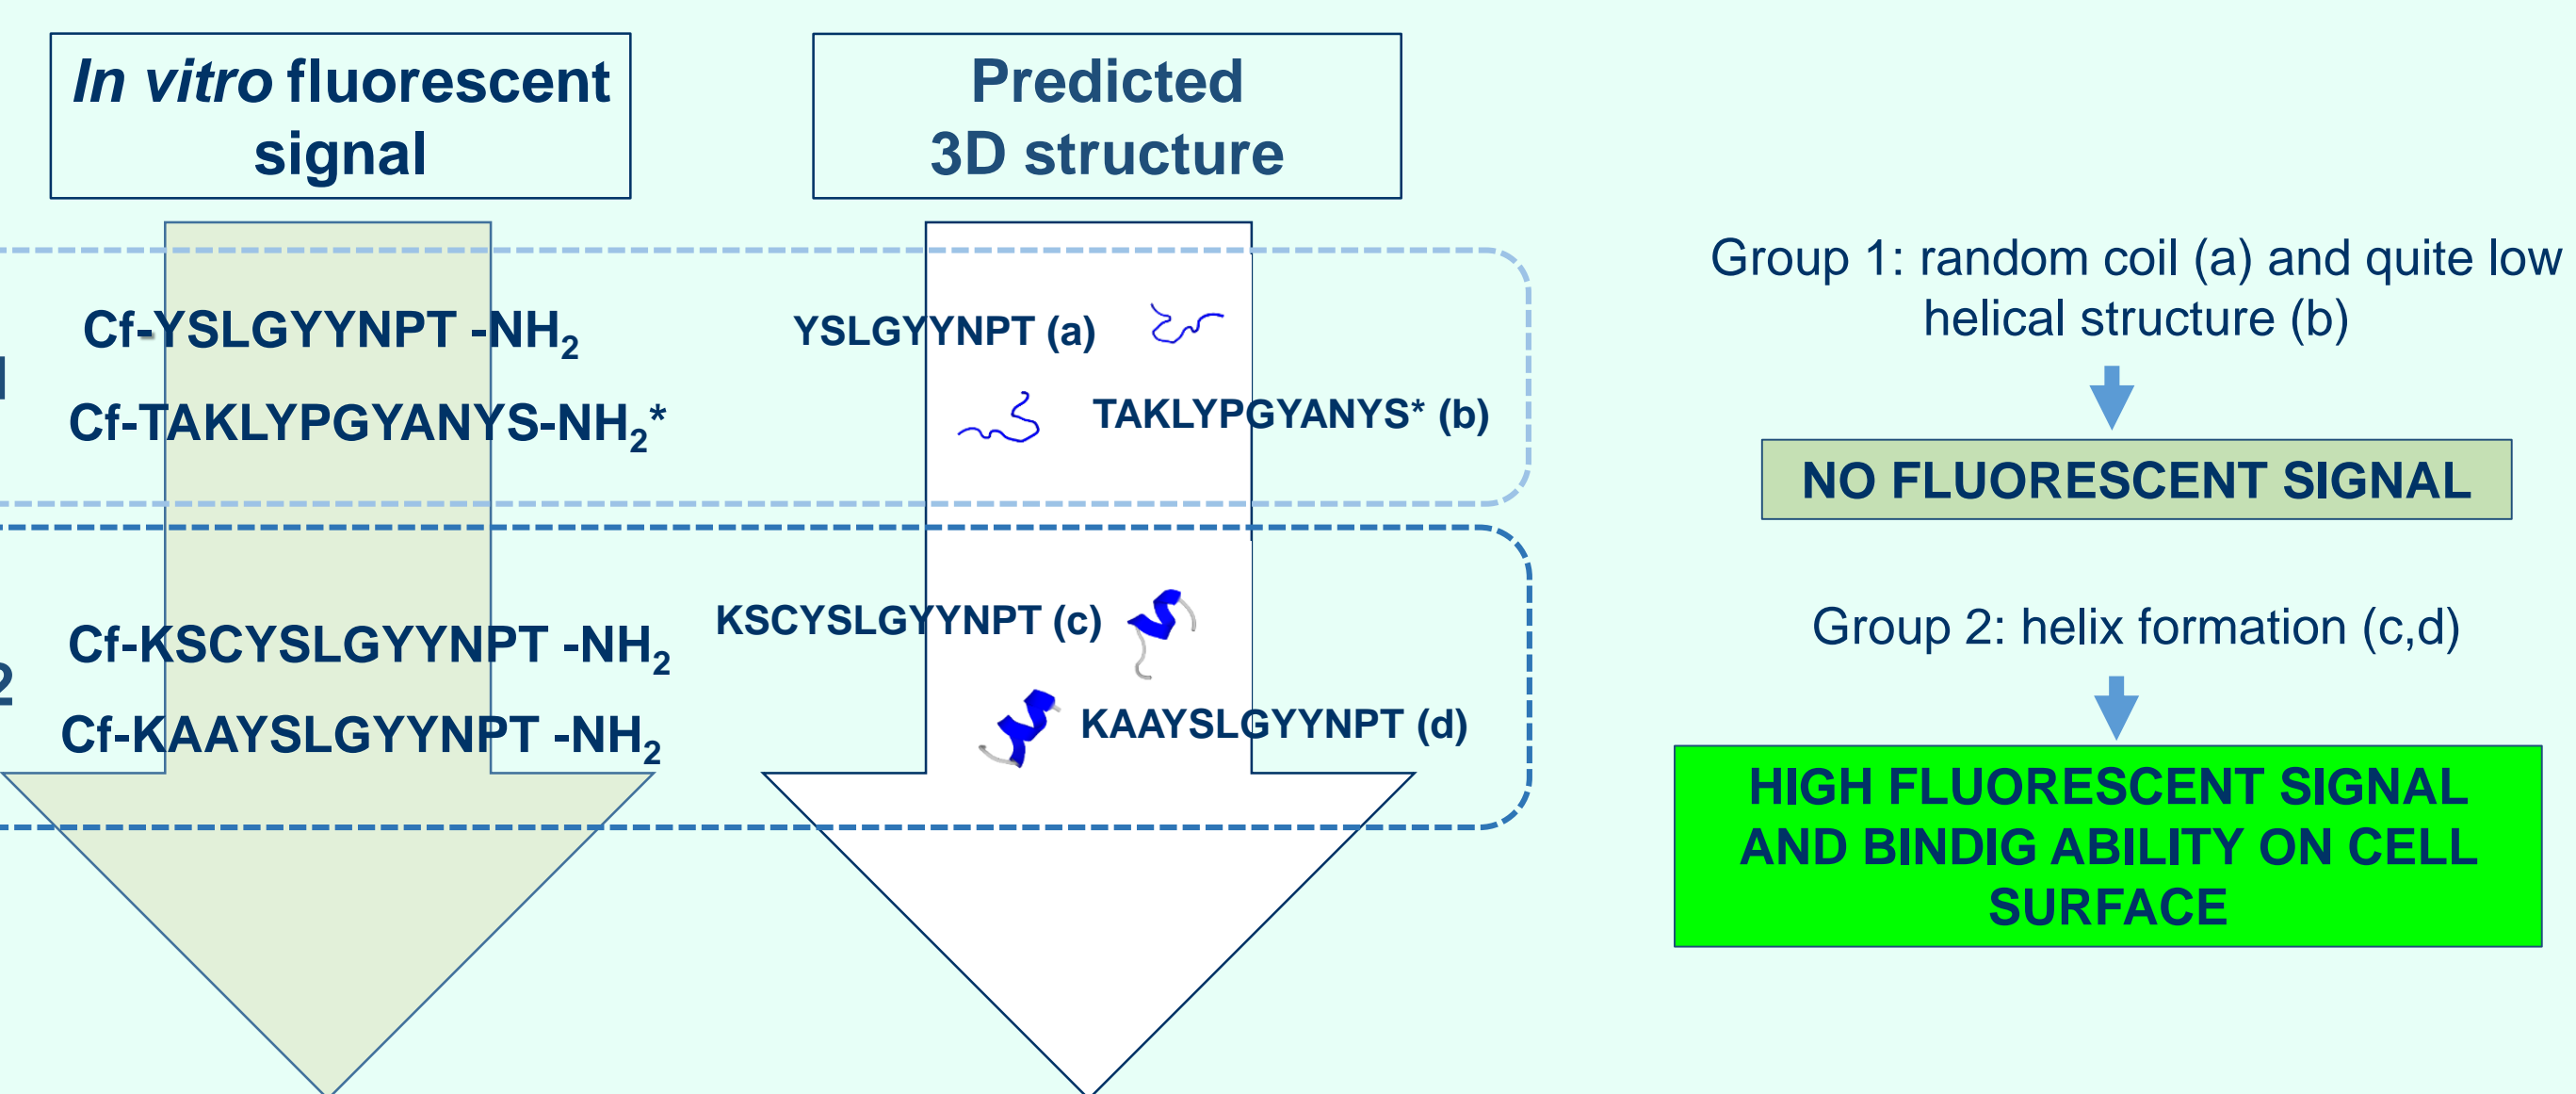 In vitro fluorescent
signal
Predicted
3D structure
Cf-YSLGYYNPT -NH2
Cf-TAKLYPGYANYS-NH2*
YSLGYYNPT (a)
TAKLYPGYANYS* (b)
2
Cf-KSCYSLGYYNPT -NH2
Cf-KAAYSLGYYNPT -NH2
KSCYSLGYYNPT (c)
KAAYSLGYYNPT (d)
Group 1: random coil (a) and quite low
helical structure (b)
NO FLUORESCENT SIGNAL
Group 2: helix formation (c,d)
HIGH FLUORESCENT SIGNAL
AND BINDIG ABILITY ON CELL
SURFACE